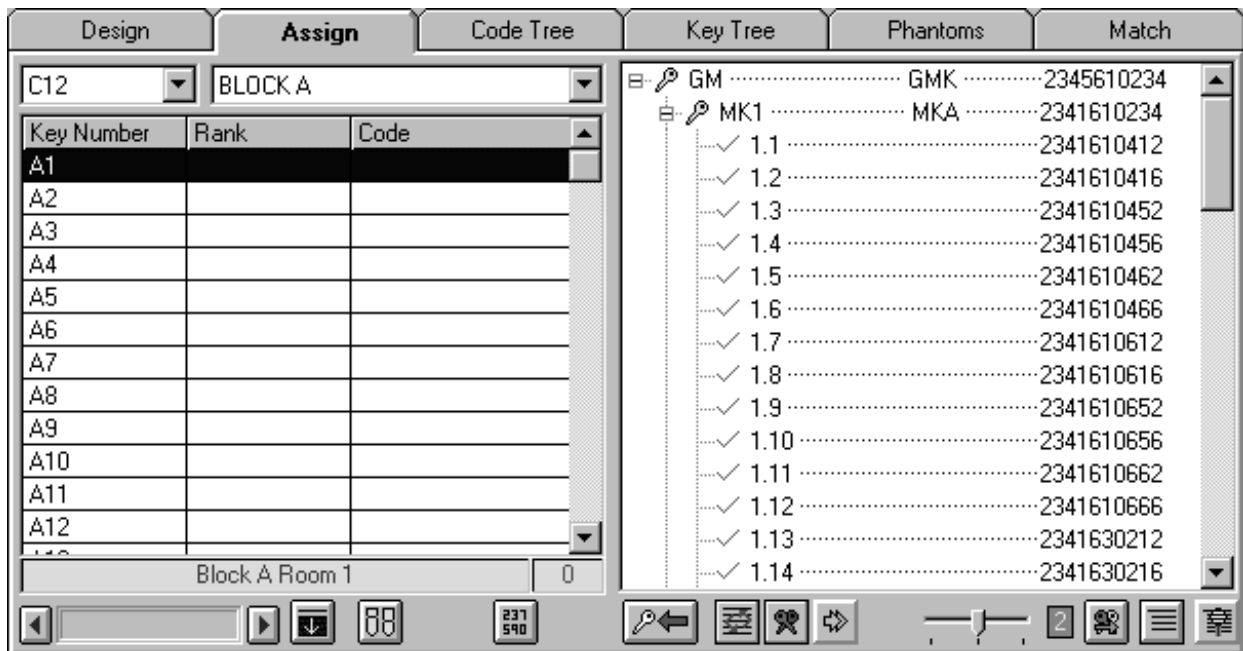 Design Assign Code Tree Key Tree Phantoms Match
C12 BLOCK A
Key Number Rank Code
A1
A2
A3
A4
A5
A6
A7
A8
A9
A10
A11
A12
Block A Room 1 0
GM GMK 2345610234
MK1 MKA 2341610234
1.1 2341610412
1.2 2341610416
1.3 2341610452
1.4 2341610456
1.5 2341610462
1.6 2341610466
1.7 2341610612
1.8 2341610616
1.9 2341610652
1.10 2341610656
1.11 2341610662
1.12 2341610666
1.13 2341630212
1.14 2341630216
88
237
590
2